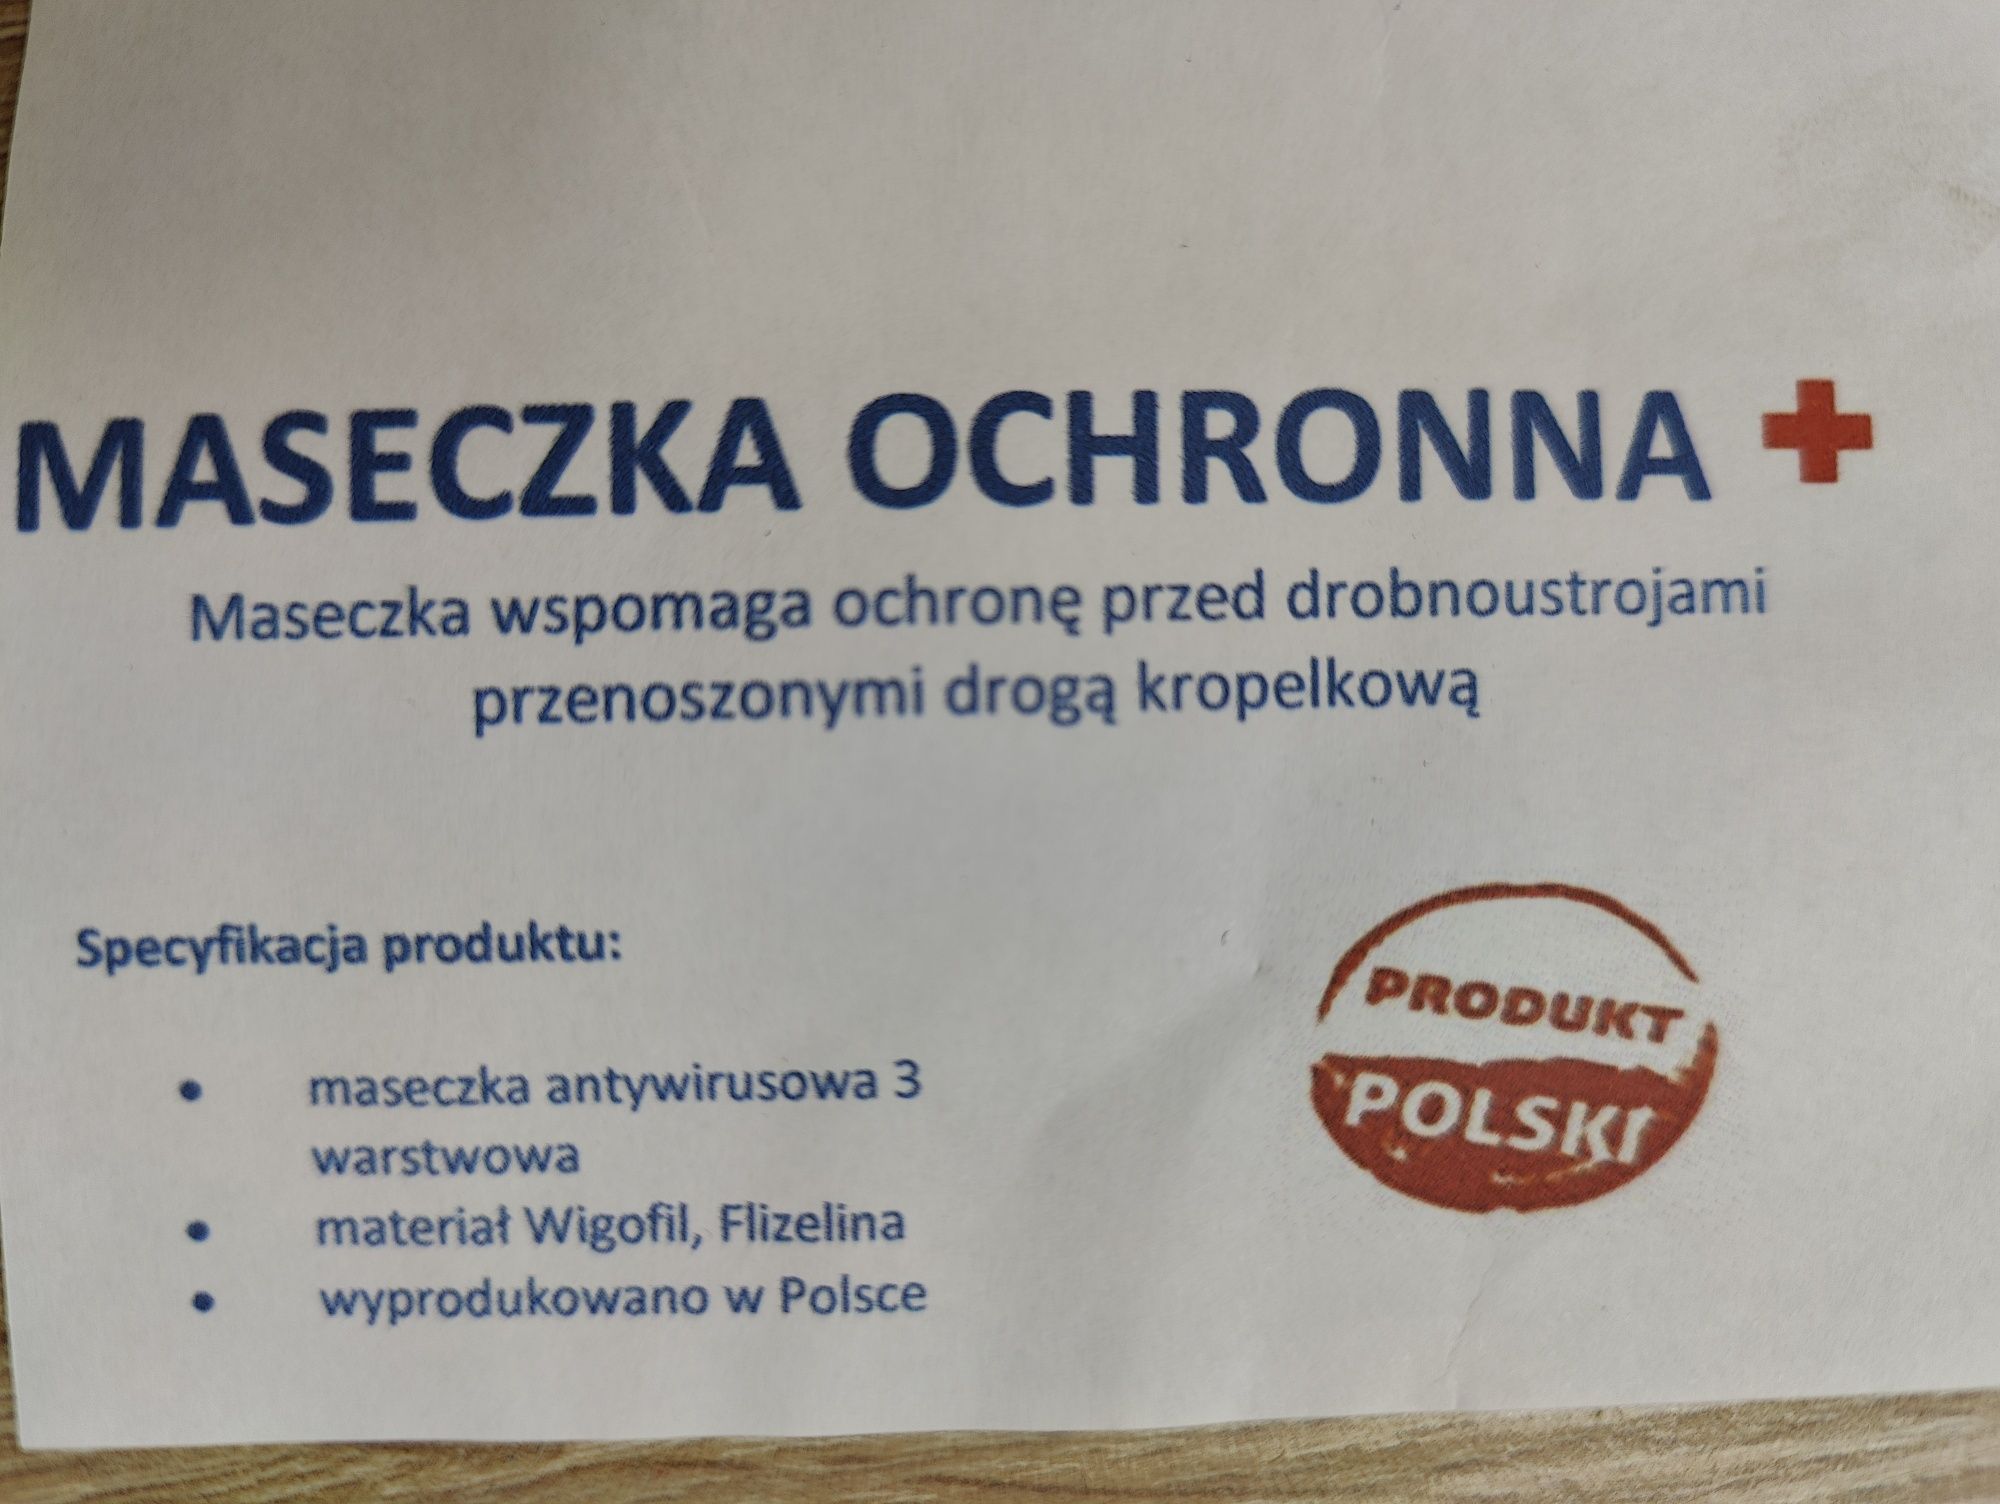 MASECZKA OCHRONNA
Maseczka wspomaga ochronę przed drobnoustrojami
przenoszonymi drogą kropelkową
Specyfikacja produktu:
• maseczka antywirusowa 3
warstwowa
• materiał Wigofil, Flizelina
• wyprodukowano w Polsce
PRODUKT
POLSKI